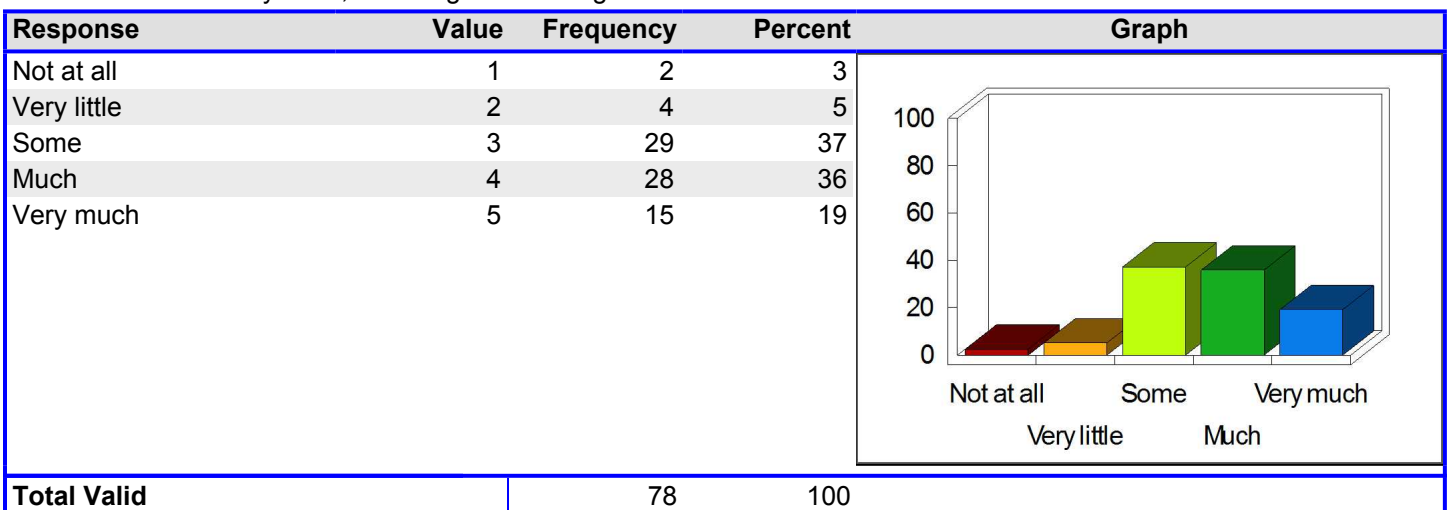 Response Value Frequency Percent Graph
Not at all 1 2 3
Very little 2 4 5
Some 3 29 37
Much 4 28 36
Very much 5 15 19
100
80
60
40
20
0
Not at all Some Very much
Very little Much
Total Valid 78 100